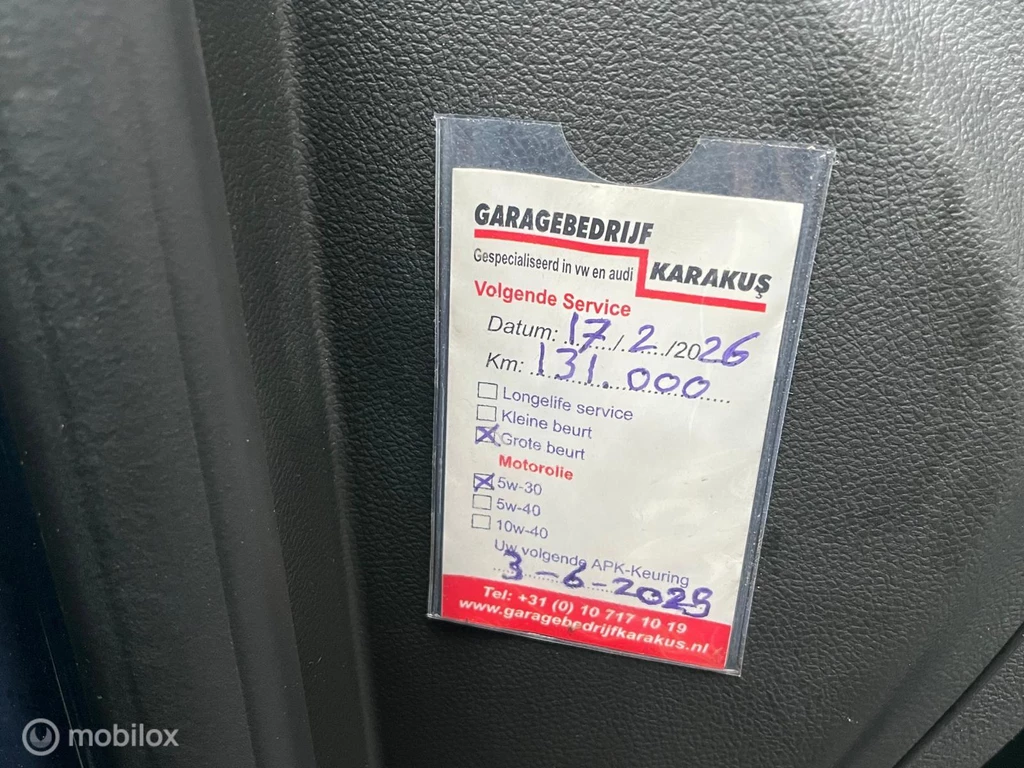 GARAGEBEDRIJF
Gespecialiseerd in vw en audi
KARAKUŞ
Volgende Service
Datum: 17/2/2026
Km: 131.000
Longelife service
Kleine beurt
Grote beurt
Motorolie
5w-30
5w-40
10w-40
Uw volgende APK-Keuring
3-6-2025
Tel: +31 (0) 10 717 10 19
www.garagebedrijfkarakus.nl
mobilox